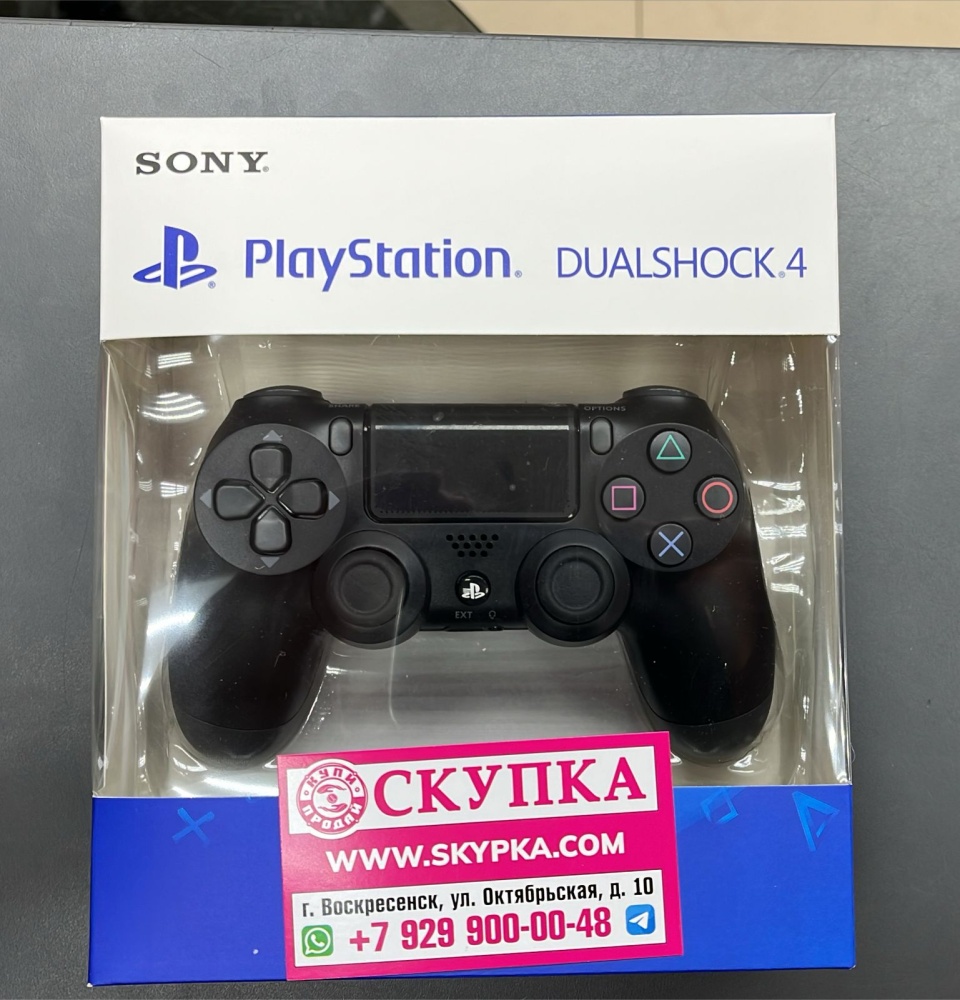 SONY®
PlayStation® DUALSHOCK®4
SHARE
OPTIONS
EXT
КУПИ
ПРОДАЙ
СКУПКА
WWW.SKYPKA.COM
г. Воскресенск, ул. Октябрьская, д. 10
+7 929 900-00-48